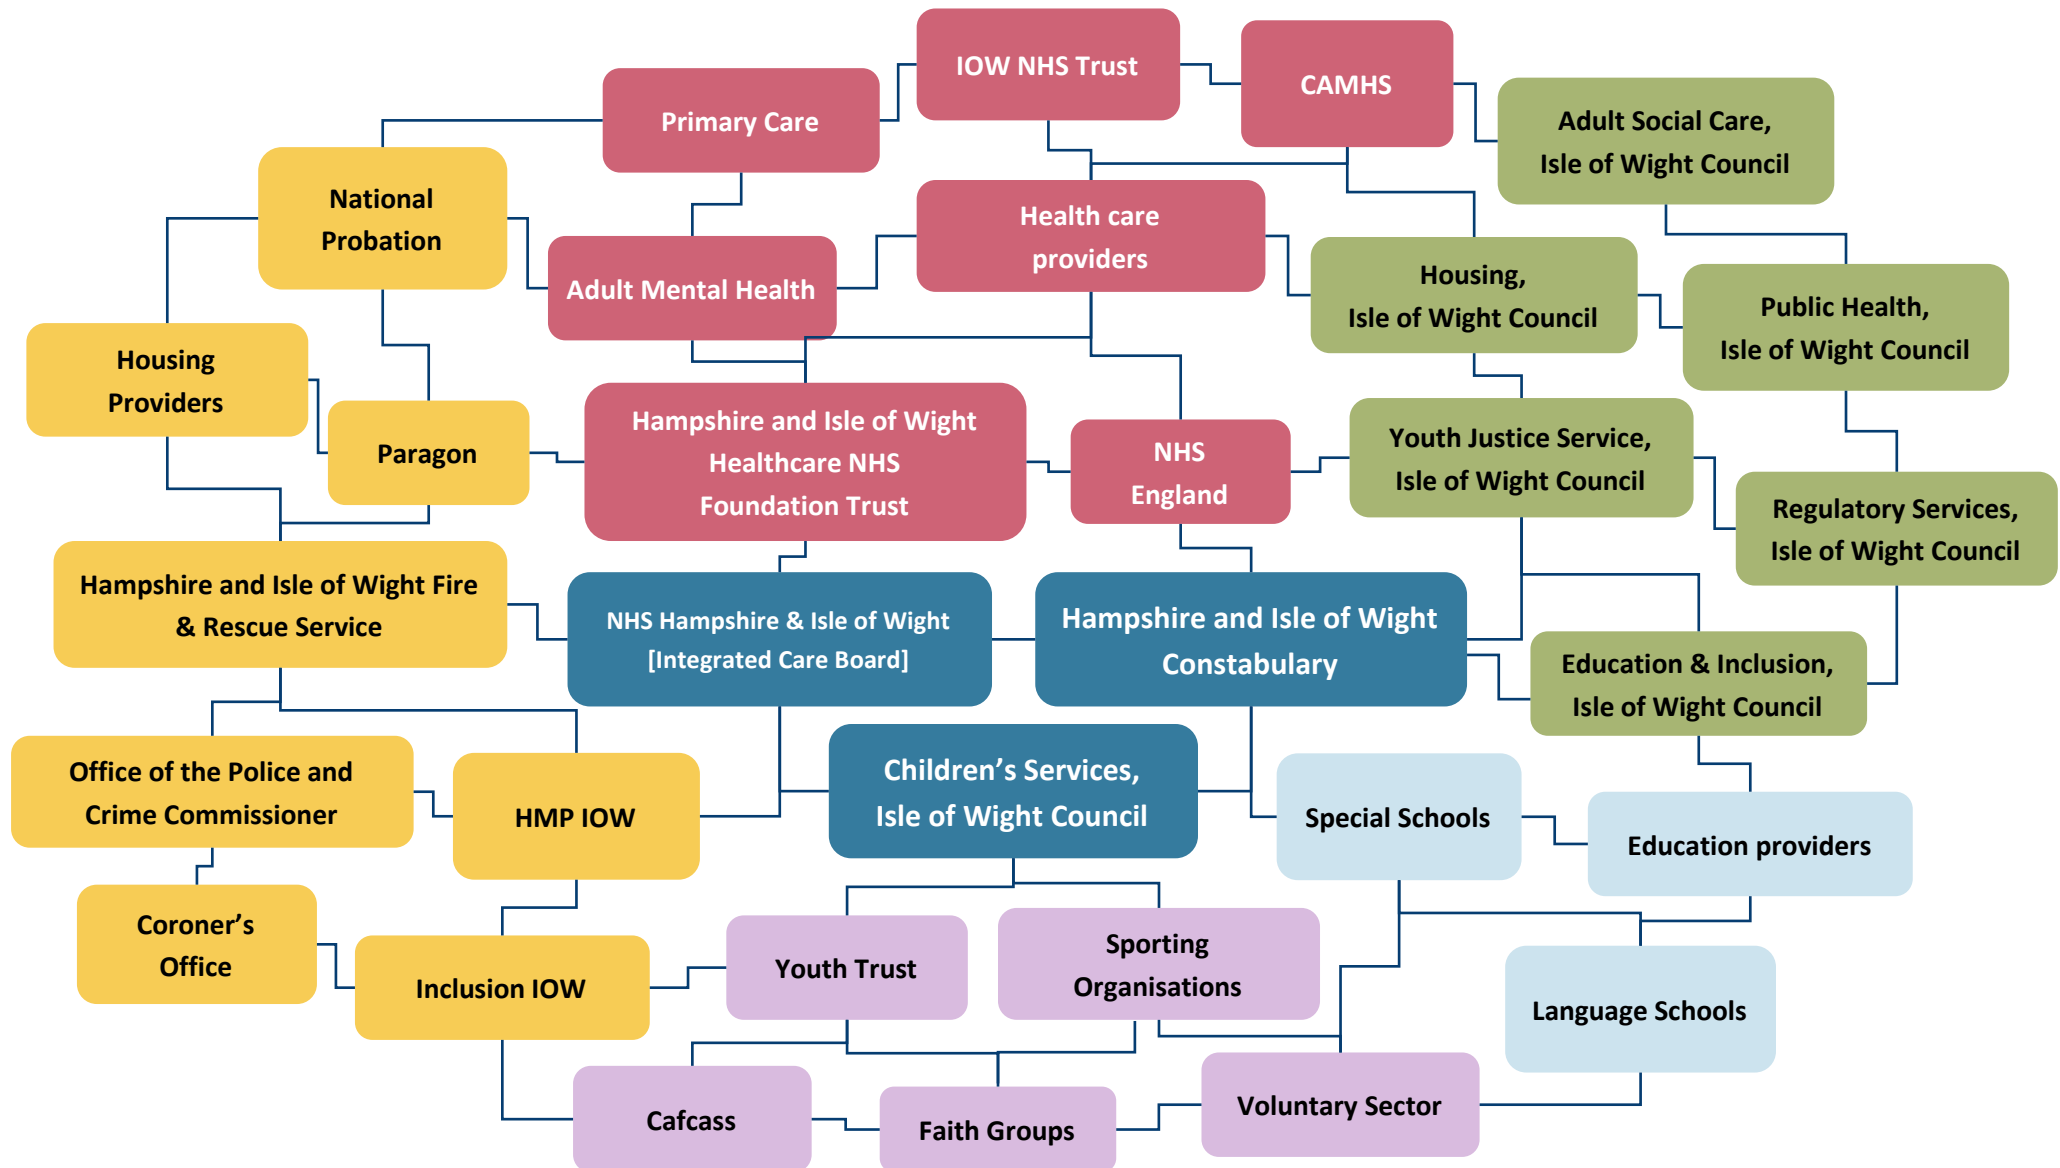 IOW NHS Trust
CAMHS
Primary Care
Adult Social Care,
Isle of Wight Council
National
Probation
Health care
providers
Adult Mental Health
Housing,
Isle of Wight Council
Public Health,
Isle of Wight Council
Housing
Providers
Paragon
Hampshire and Isle of Wight
Healthcare NHS
Foundation Trust
NHS
England
Youth Justice Service,
Isle of Wight Council
Regulatory Services,
Isle of Wight Council
Hampshire and Isle of Wight Fire
& Rescue Service
NHS Hampshire & Isle of Wight
[Integrated Care Board]
Hampshire and Isle of Wight
Constabulary
Education & Inclusion,
Isle of Wight Council
Office of the Police and
Crime Commissioner
HMP IOW
Children’s Services,
Isle of Wight Council
Special Schools
Education providers
Coroner’s
Office
Inclusion IOW
Youth Trust
Sporting
Organisations
Language Schools
Cafcass
Faith Groups
Voluntary Sector